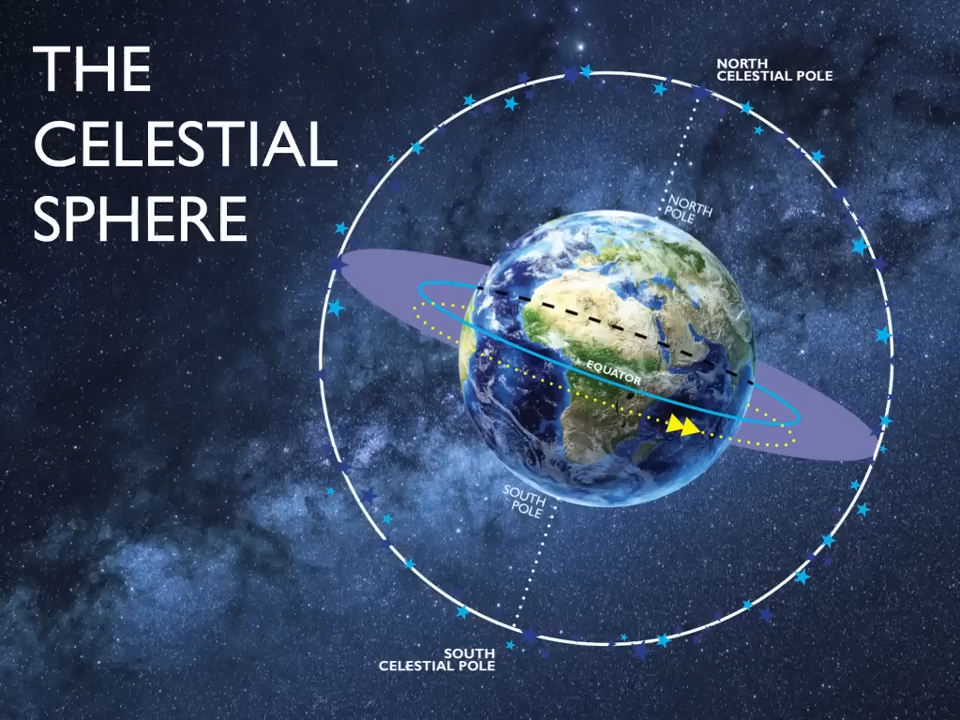 THE
CELESTIAL
SPHERE
NORTH
CELESTIAL POLE
NORTH
POLE
EQUATOR
SOUTH
POLE
SOUTH
CELESTIAL POLE